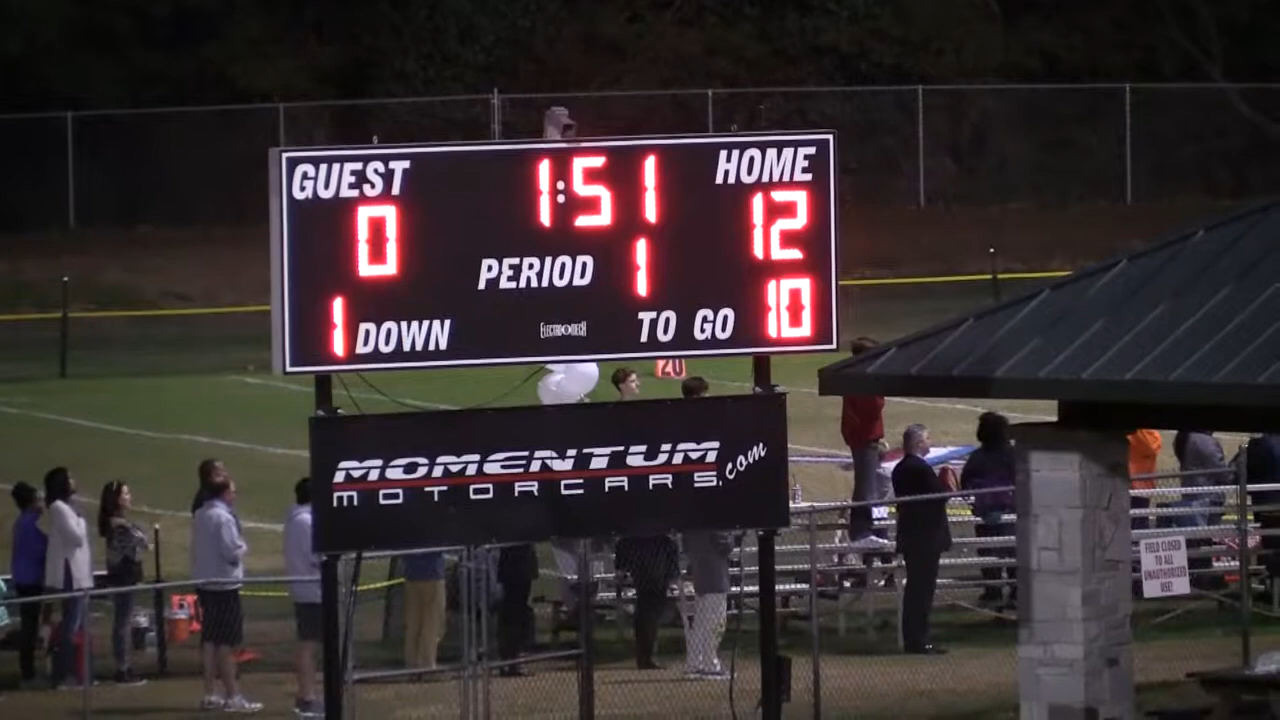 GUEST 1:51 HOME
0 12
PERIOD 1
1 DOWN ELECTRO-MECH TO GO 10
20
MOMENTUM
MOTORCARS.com
FIELD CLOSED
TO ALL
UNAUTHORIZED
USE!